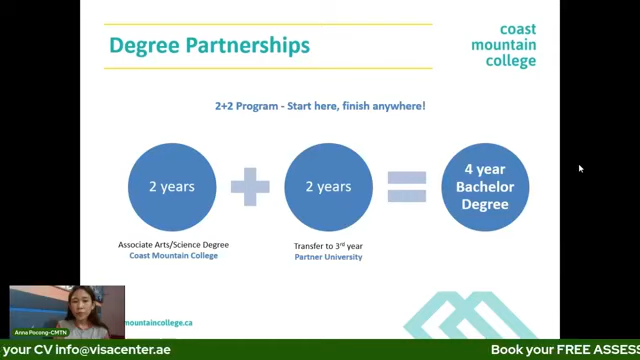 Degree Partnerships
coast
mountain
college
2+2 Program - Start here, finish anywhere!
2 years
2 years
4 year
Bachelor
Degree
Associate Arts/Science Degree
Coast Mountain College
Transfer to 3rd year
Partner University
mountaincollege.ca
Anna Pocong-CMTN
your CV info@visacenter.ae
Book your FREE ASSESS